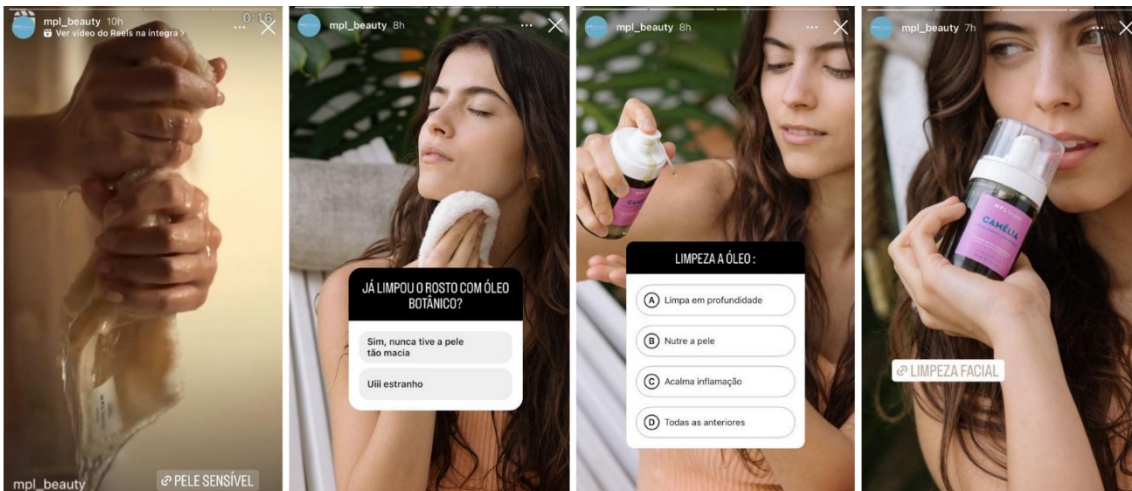 mpl_beauty 10h
Ver vídeo do Reels na íntegra >
0:16
mpl_beauty
PELE SENSÍVEL
mpl_beauty 8h
JÁ LIMPOU O ROSTO COM ÓLEO
BOTÂNICO?
Sim, nunca tive a pele
tão macia
Uiii estranho
mpl_beauty 8h
CAMÉ
LIMPEZA A ÓLEO :
A Limpa em profundidade
B Nutre a pele
C Acalma inflamação
D Todas as anteriores
mpl_beauty 7h
MPL
CAMÉLIA
LIMPEZA FACIAL